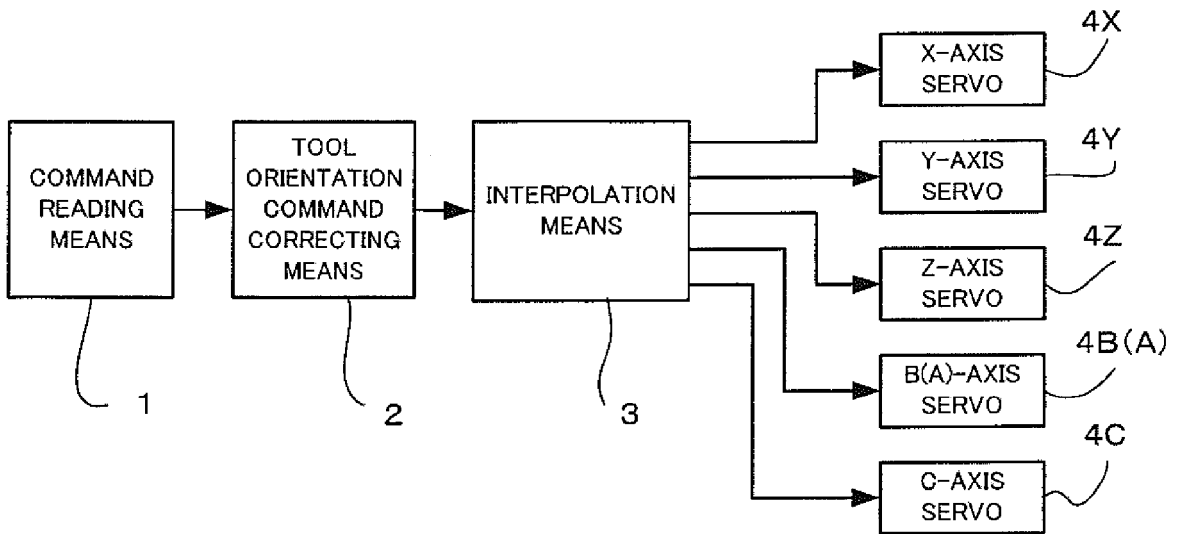 COMMAND
READING
MEANS
1
TOOL
ORIENTATION
COMMAND
CORRECTING
MEANS
2
INTERPOLATION
MEANS
3
X-AXIS
SERVO
4X
Y-AXIS
SERVO
4Y
Z-AXIS
SERVO
4Z
B(A)-AXIS
SERVO
4B(A)
C-AXIS
SERVO
4C